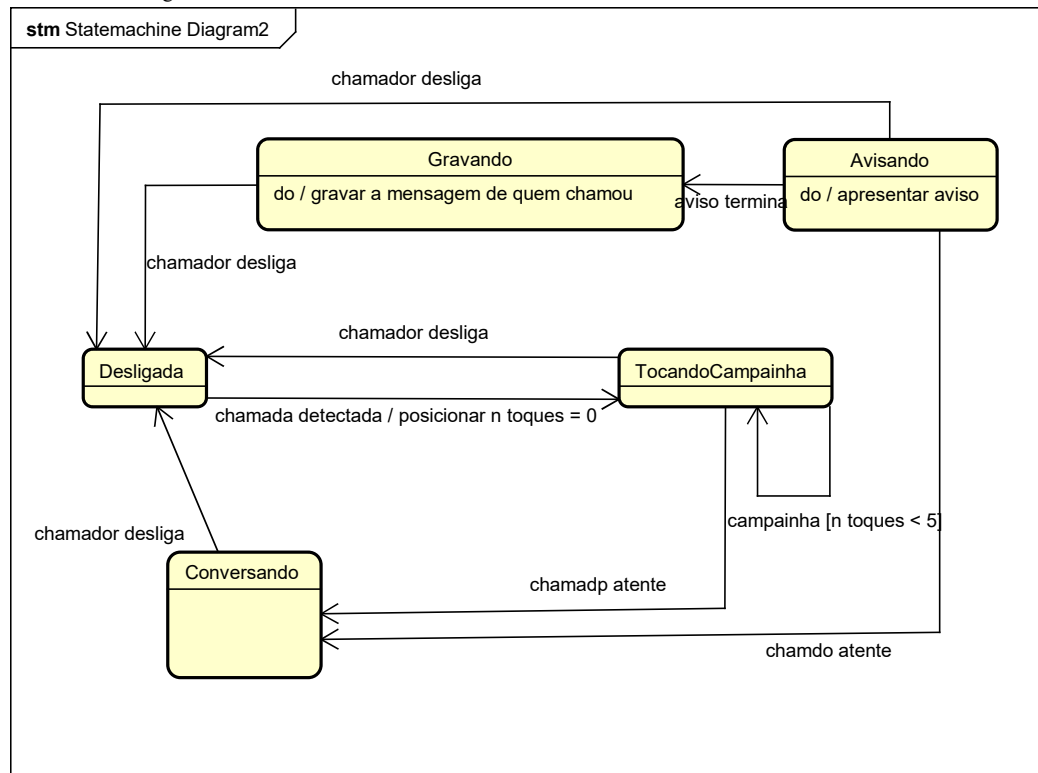 stm Statemachine Diagram2
chamador desliga
Gravando
do / gravar a mensagem de quem chamou
Avisando
do / apresentar aviso
aviso termina
chamador desliga
chamador desliga
Desligada
TocandoCampainha
chamada detectada / posicionar n toques = 0
campainha [n toques < 5]
chamador desliga
Conversando
chamadp atente
chamdo atente